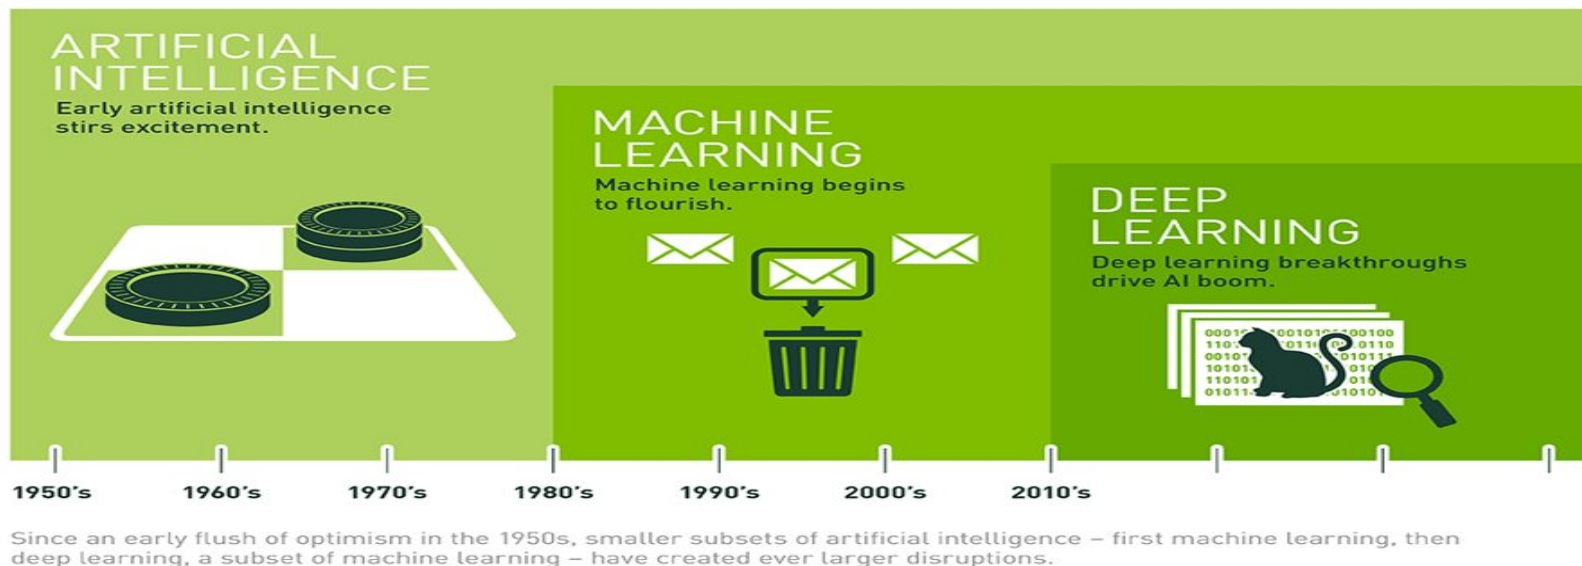 ARTIFICIAL
INTELLIGENCE
Early artificial intelligence
stirs excitement.
MACHINE
LEARNING
Machine learning begins
to flourish.
DEEP
LEARNING
Deep learning breakthroughs
drive AI boom.
1950's 1960's 1970's 1980's 1990's 2000's 2010's
Since an early flush of optimism in the 1950s, smaller subsets of artificial intelligence – first machine learning, then
deep learning, a subset of machine learning – have created ever larger disruptions.